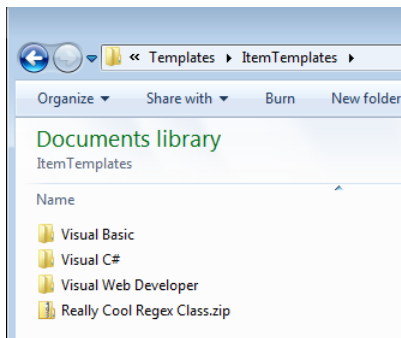 « Templates ▸ ItemTemplates ▸
Organize ▾ Share with ▾ Burn New folder
Documents library
ItemTemplates
Name
Visual Basic
Visual C#
Visual Web Developer
Really Cool Regex Class.zip